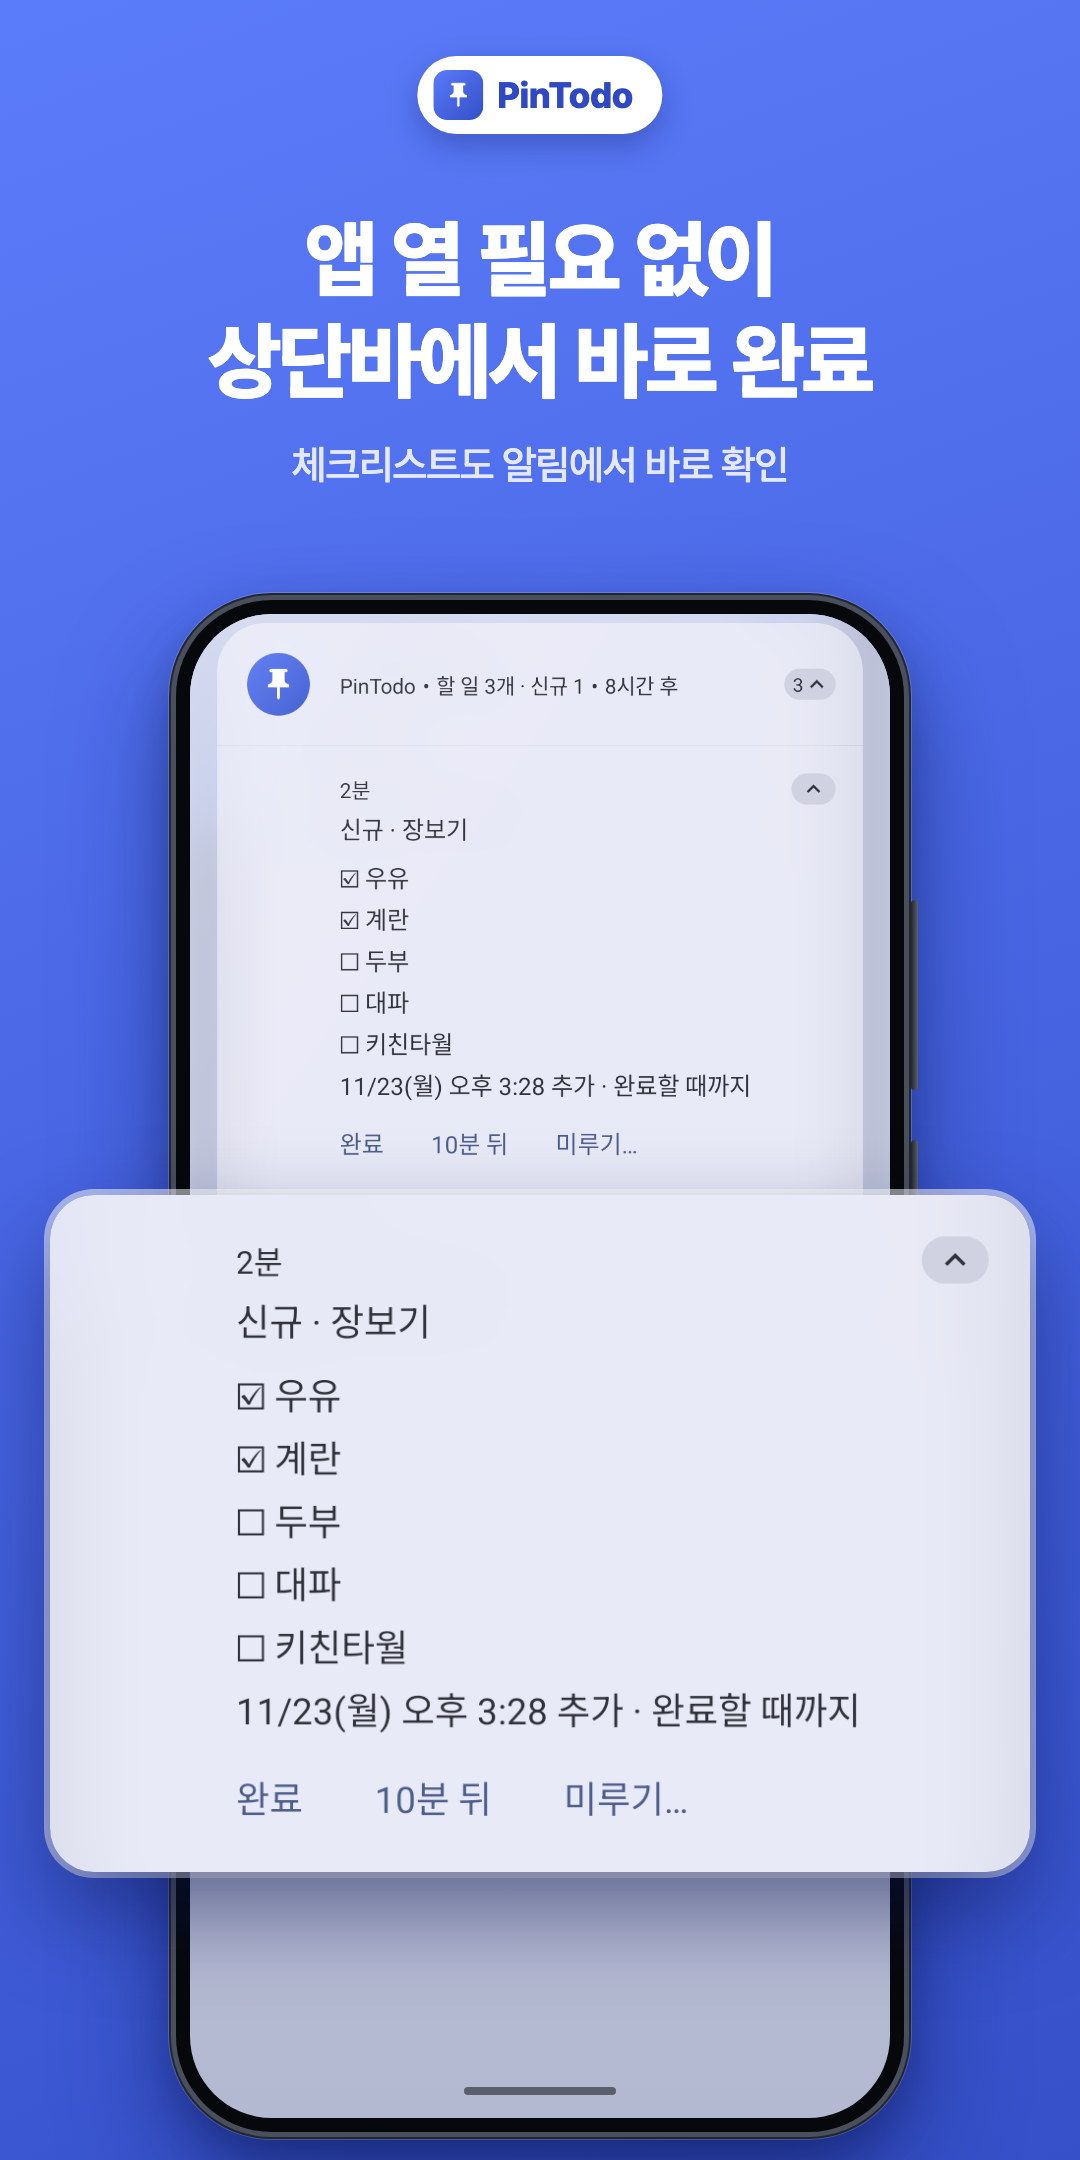 PinTodo
앱 열 필요 없이
상단바에서 바로 완료
체크리스트도 알림에서 바로 확인
PinTodo • 할 일 3개 · 신규 1 • 8시간 후
3
2분
신규 · 장보기
☑ 우유
☑ 계란
☐ 두부
☐ 대파
☐ 키친타월
11/23(월) 오후 3:28 추가 · 완료할 때까지
완료 10분 뒤 미루기...
2분
신규 · 장보기
☑ 우유
☑ 계란
☐ 두부
☐ 대파
☐ 키친타월
11/23(월) 오후 3:28 추가 · 완료할 때까지
완료 10분 뒤 미루기...